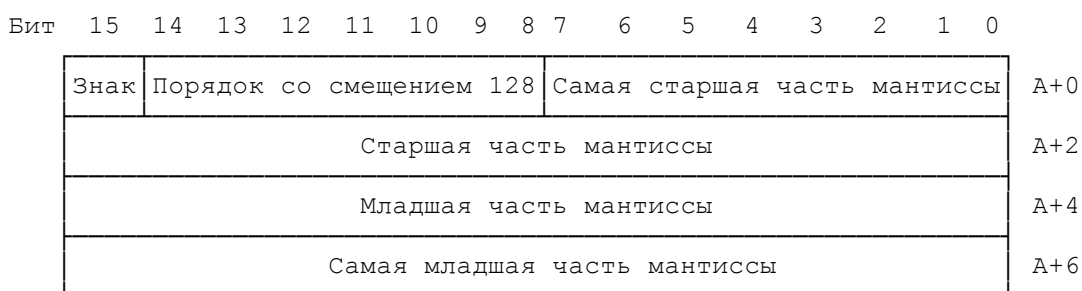 Бит 15 14 13 12 11 10 9 8 7 6 5 4 3 2 1 0
Знак Порядок со смещением 128 Самая старшая часть мантиссы A+0
Старшая часть мантиссы A+2
Младшая часть мантиссы A+4
Самая младшая часть мантиссы A+6